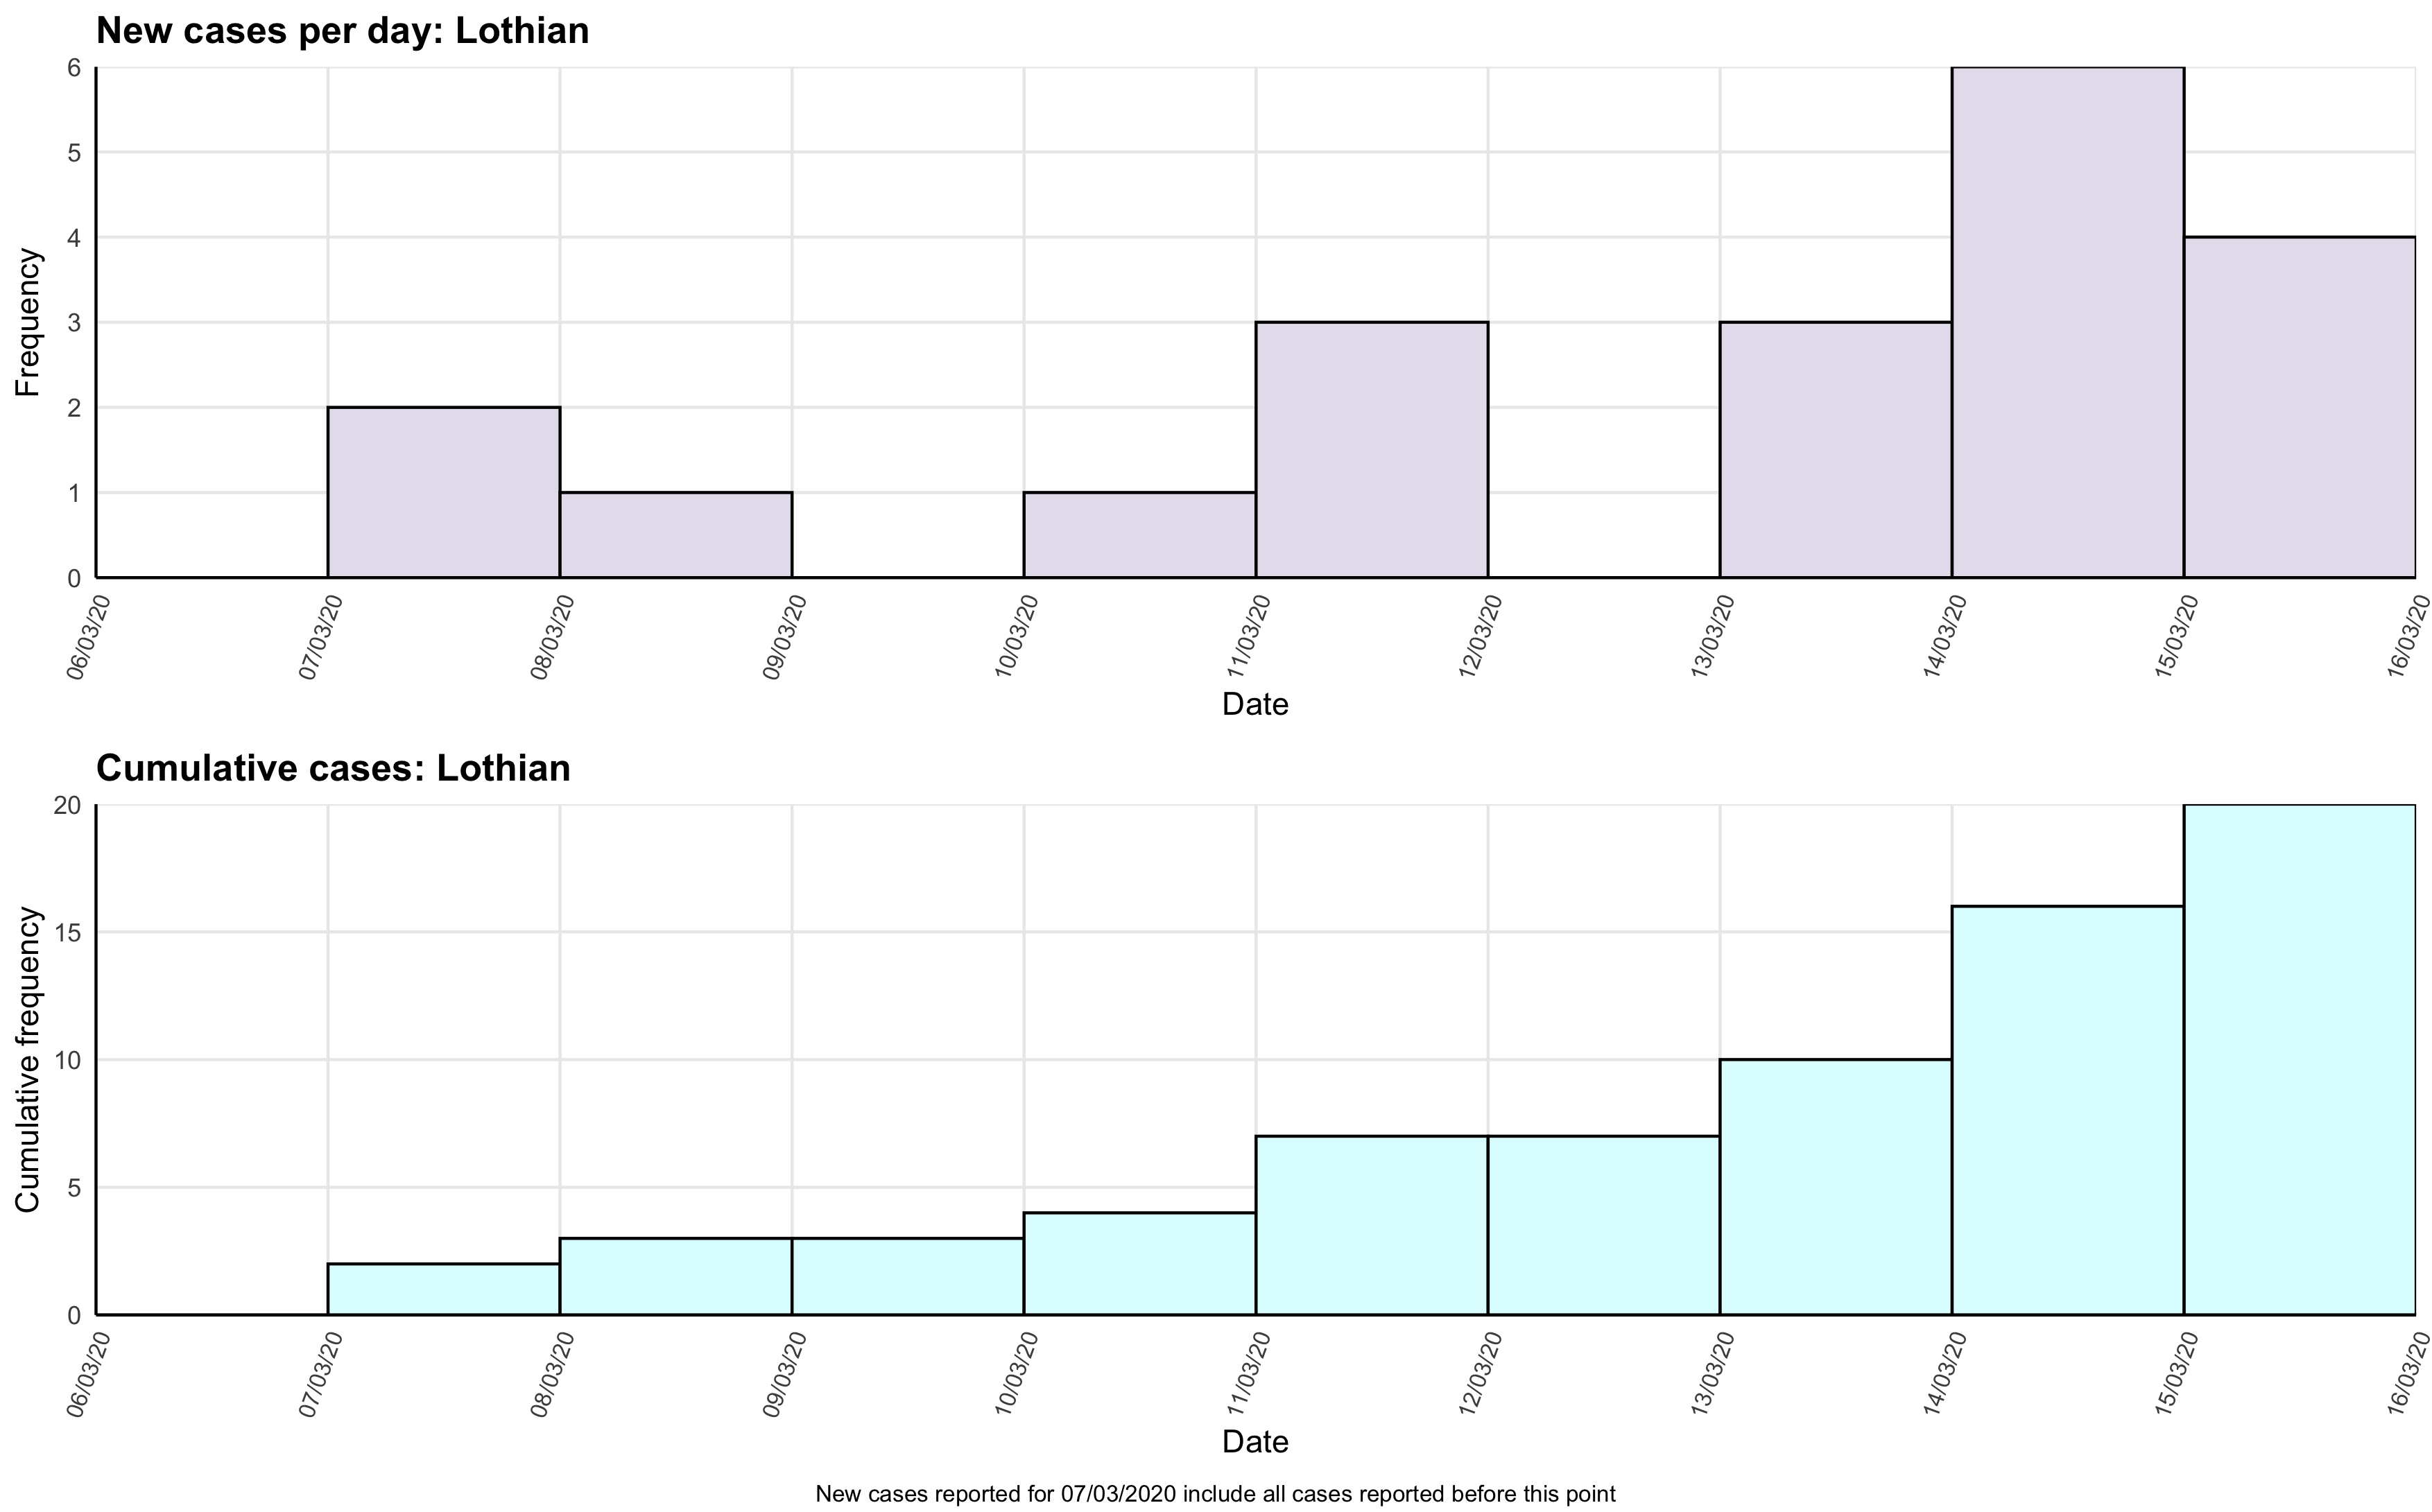 New cases per day: Lothian
6
5
4
3
2
1
0
Frequency
06/03/20 07/03/20 08/03/20 09/03/20 10/03/20 11/03/20 12/03/20 13/03/20 14/03/20 15/03/20 16/03/20
Date
Cumulative cases: Lothian
20
15
10
5
0
Cumulative frequency
06/03/20 07/03/20 08/03/20 09/03/20 10/03/20 11/03/20 12/03/20 13/03/20 14/03/20 15/03/20 16/03/20
Date
New cases reported for 07/03/2020 include all cases reported before this point